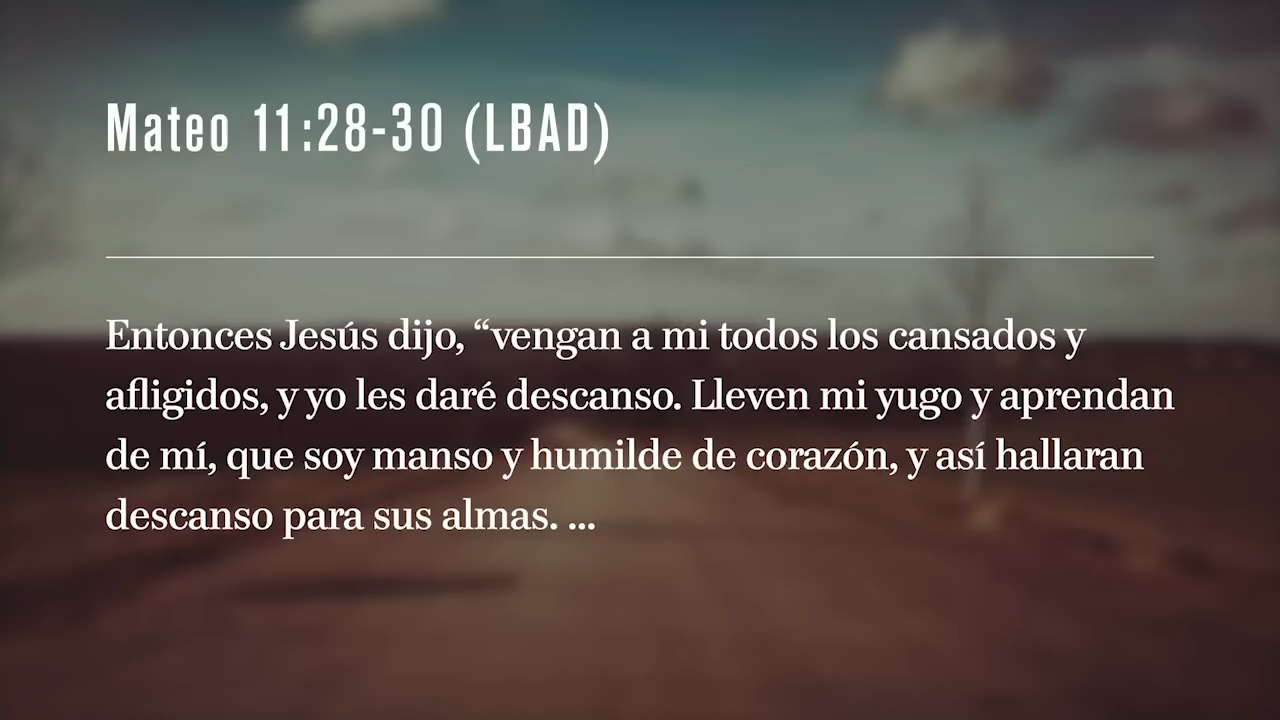 Mateo 11:28-30 (LBAD)
Entonces Jesús dijo, “vengan a mi todos los cansados y
afligidos, y yo les daré descanso. Lleven mi yugo y aprendan
de mí, que soy manso y humilde de corazón, y así hallaran
descanso para sus almas. ...